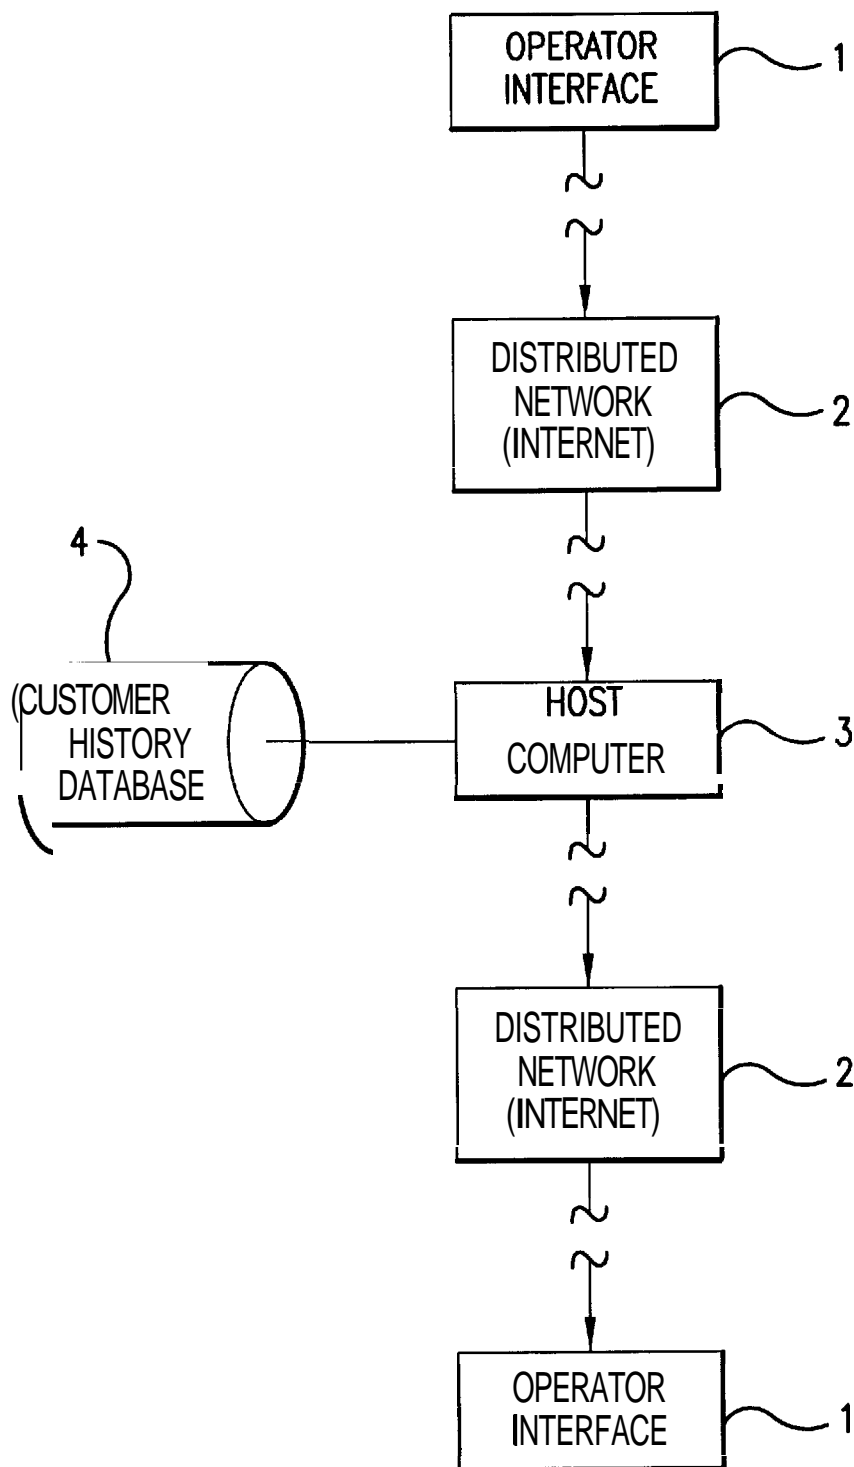 OPERATOR
INTERFACE
1
DISTRIBUTED
NETWORK
(INTERNET)
2
4
CUSTOMER
HISTORY
DATABASE
HOST
COMPUTER
3
DISTRIBUTED
NETWORK
(INTERNET)
2
OPERATOR
INTERFACE
1